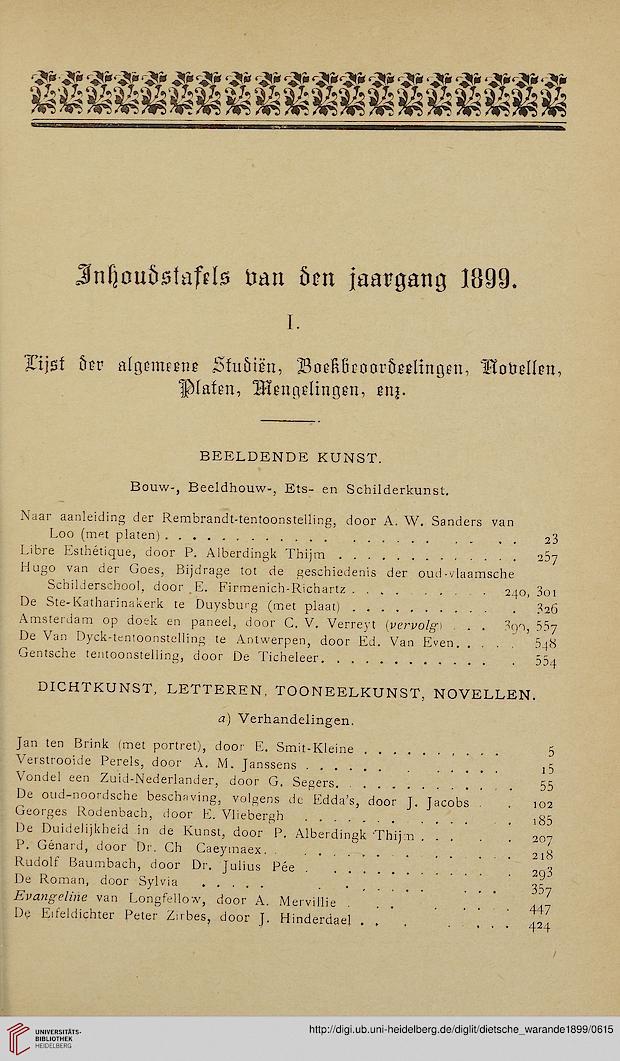 Inhoudstafels van den jaargang 1899.
I.
Lijst der algemeene Studiën, Boekbeoordeelingen, Novellen,
Platen, Mengelingen, enz.
BEELDENDE KUNST.
Bouw-, Beeldhouw-, Ets- en Schilderkunst.
Naar aanleiding der Rembrandt-tentoonstelling, door A. W. Sanders van
Loo (met platen) . . . . . . . . . . . . . . . . 23
Libre Esthétique, door P. Alberdingk Thijm . . . . . . . . . . . . 257
Hugo van der Goes, Bijdrage tot de geschiedenis der oud-vlaamsche
Schilderschool, door E. Firmenich-Richartz . . . . . . . . . . 240, 301
De Ste-Katharinakerk te Duysburg (met plaat) . . . . . . . . . . 326
Amsterdam op doek en paneel, door C. V. Verreyt (vervolg) . . . 390, 557
De Van Dyck-tentoonstelling te Antwerpen, door Ed. Van Even. . . . . 548
Gentsche tentoonstelling, door De Ticheleer. . . . . . . . . . . . . 554
DICHTKUNST, LETTEREN, TOONEELKUNST, NOVELLEN.
a) Verhandelingen.
Jan ten Brink (met portret), door E. Smit-Kleine . . . . . . . . . . 5
Verstrooide Perels, door A. M. Janssens . . . . . . . . . . . 15
Vondel een Zuid-Nederlander, door G. Segers. . . . . . . . . . . . 55
De oud-noordsche beschaving, volgens de Edda's, door J. Jacobs . . 102
Georges Rodenbach, door E. Vliebergh . . . . . . . . . . . . 185
De Duidelijkheid in de Kunst, door P. Alberdingk Thijm . . . . . . 207
P. Génard, door Dr. Ch Caeymaex. . . . . . . . . . . . . 218
Rudolf Baumbach, door Dr. Julius Pée . . . . . . . . . . 293
De Roman, door Sylvia . . . . . . . . . . . 357
Evangeline van Longfellow, door A. Mervillie . . . . . . . 447
De Eifeldichter Peter Zirbes, door J. Hinderdael . . . . . . . 424
UNIVERSITÄTS-
BIBLIOTHEK
HEIDELBERG
http://digi.ub.uni-heidelberg.de/diglit/dietsche_warande1899/0615